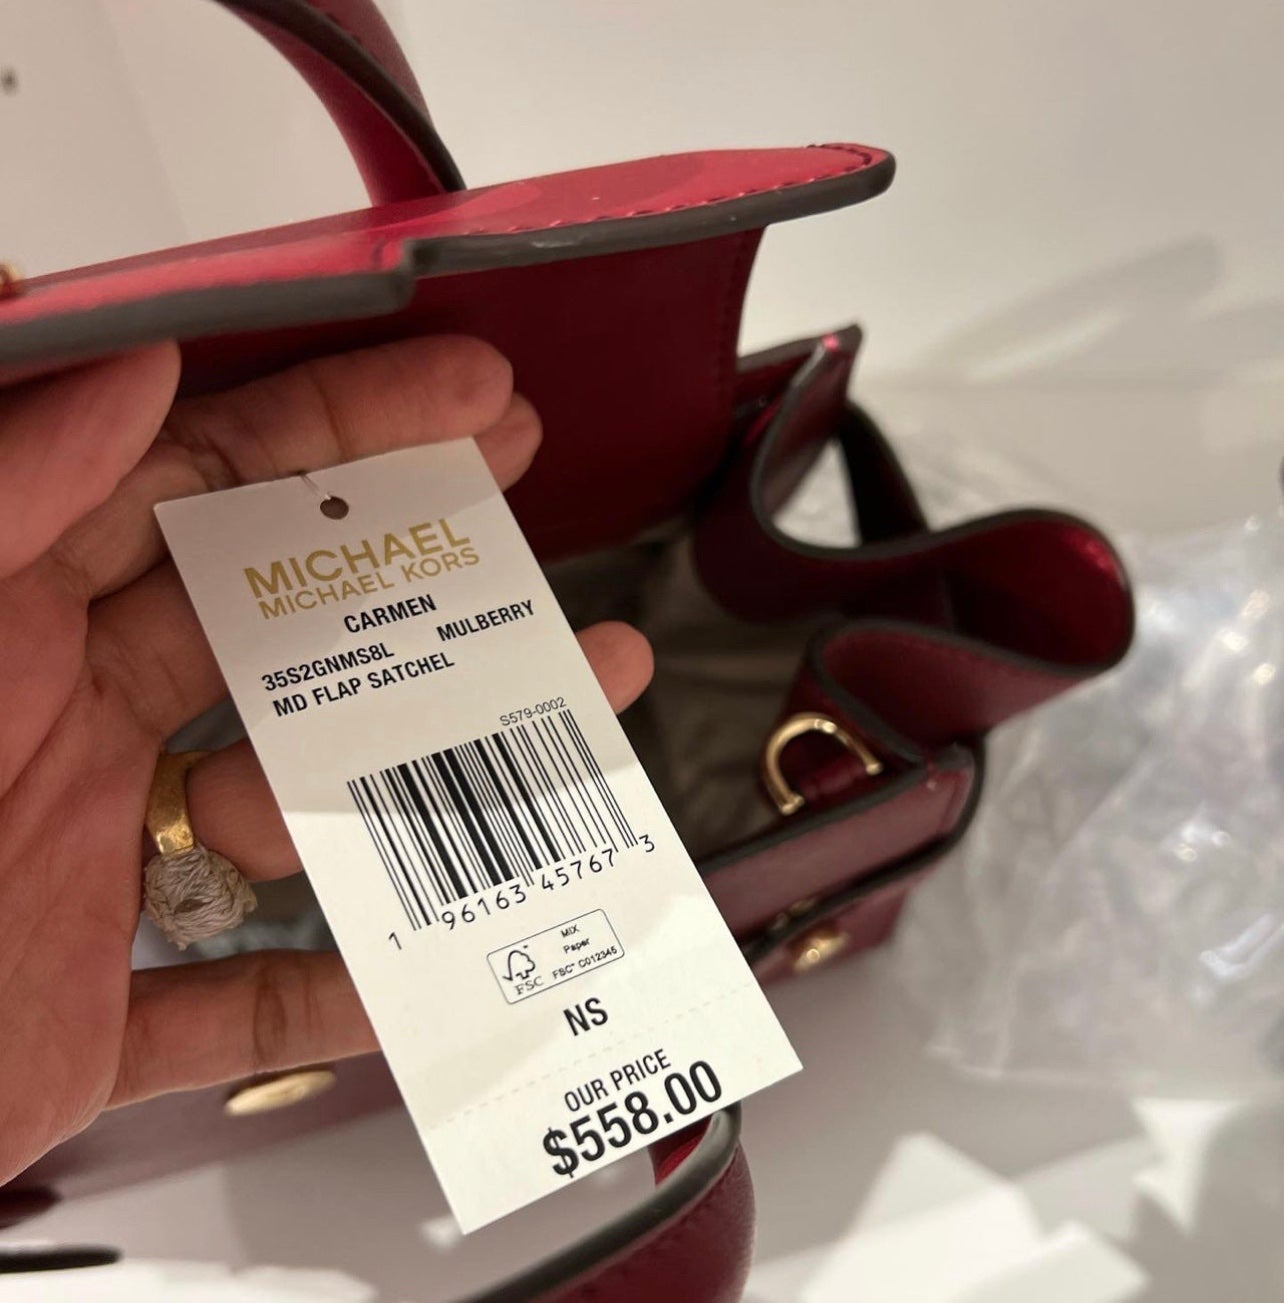 MICHAEL
MICHAEL KORS
CARMEN
35S2GNMS8L MULBERRY
MD FLAP SATCHEL
S579-0002
1 96163 45767 3
MIX
Paper
FSC FSC® C012345
NS
OUR PRICE
$558.00